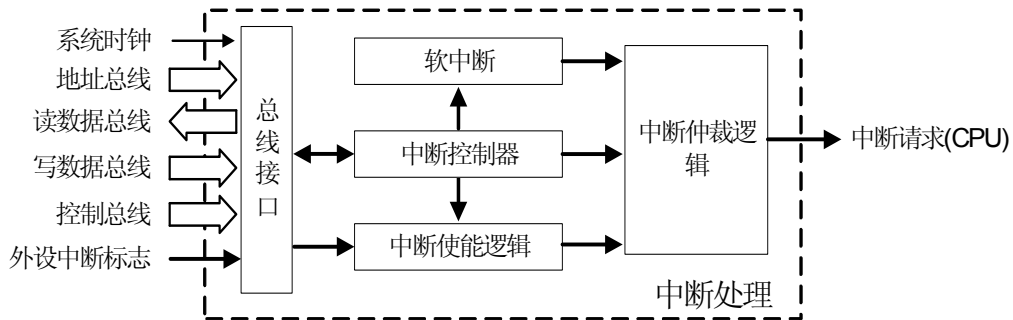 系统时钟
地址总线
读数据总线
写数据总线
控制总线
外设中断标志
总
线
接
口
软中断
中断控制器
中断使能逻辑
中断仲裁逻
辑
中断请求(CPU)
中断处理